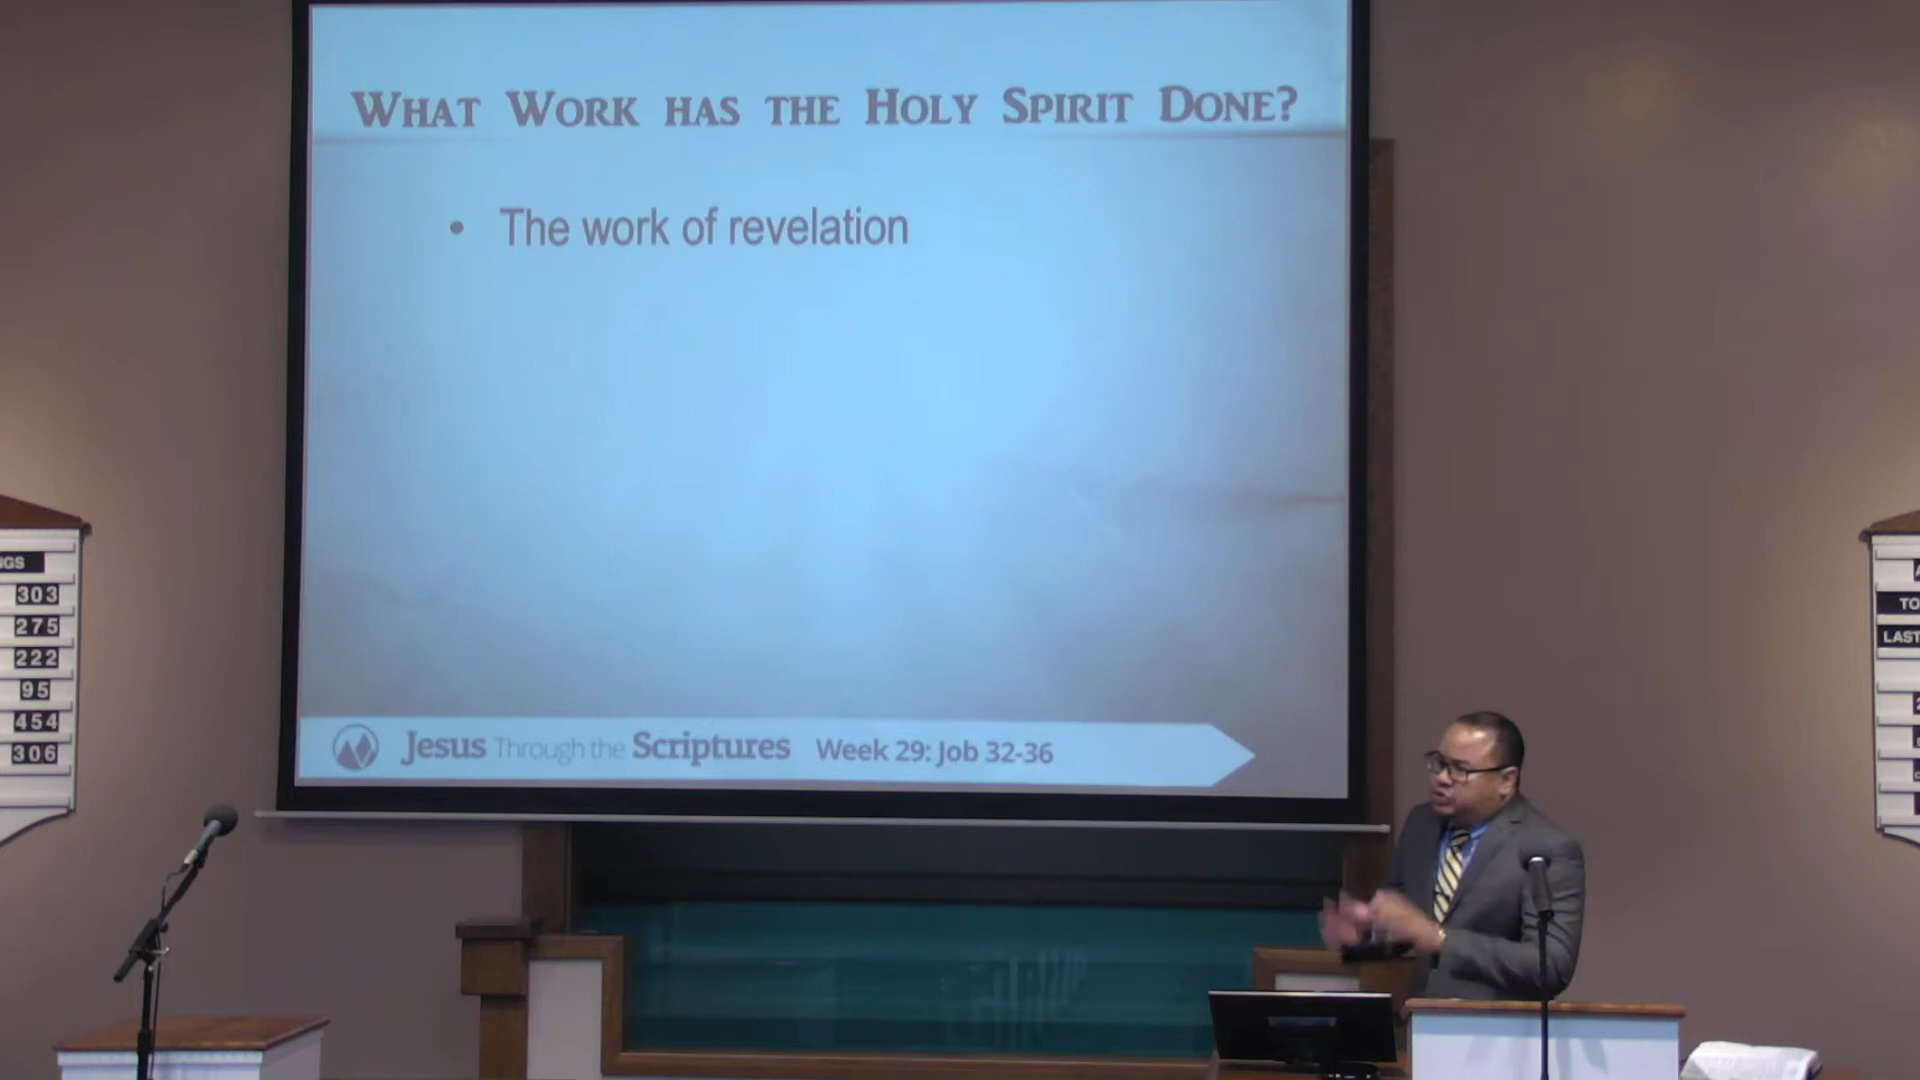 What Work has the Holy Spirit Done?
• The work of revelation
Jesus Through the Scriptures Week 29: Job 32-36
GS
303
275
222
95
454
306
TO
LAST